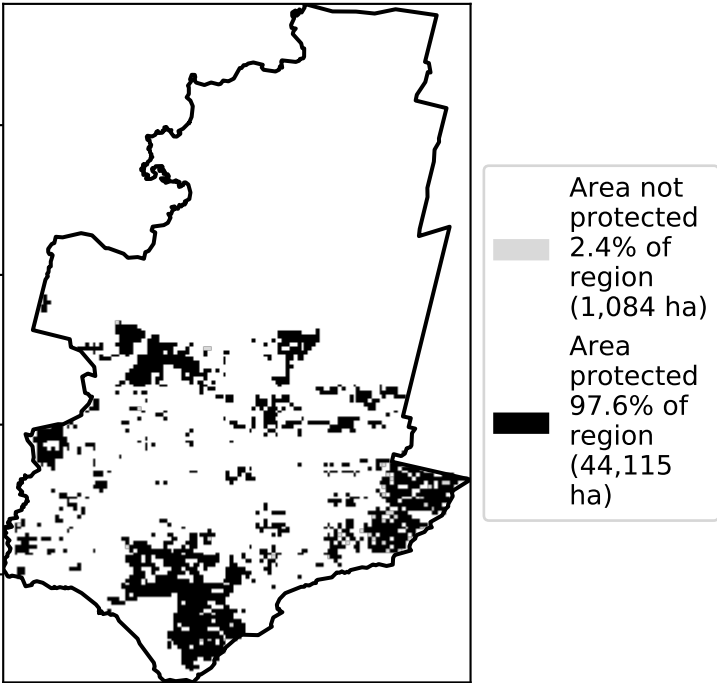 Area not
protected
2.4% of
region
(1,084 ha)
Area
protected
97.6% of
region
(44,115
ha)